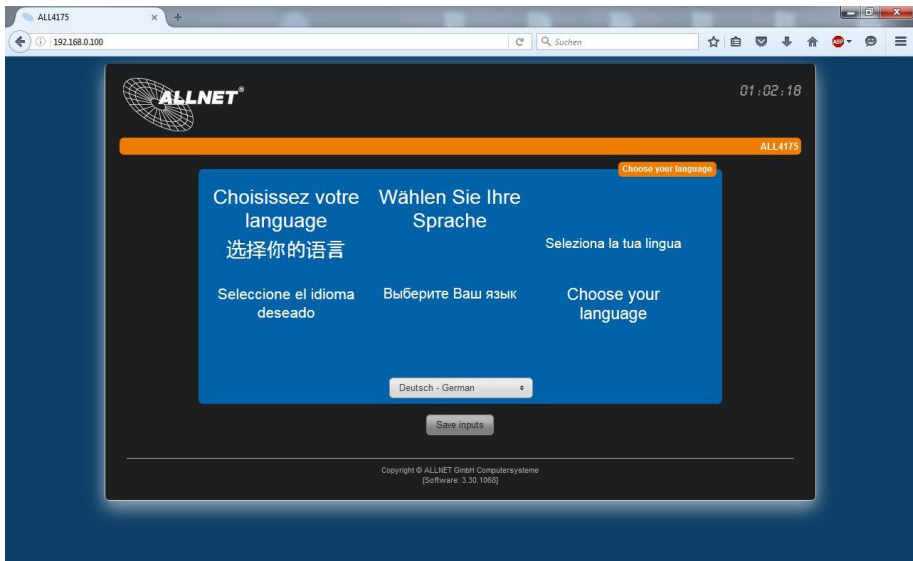 ALL4175
192.168.0.100
Suchen
ABP
ALLNET®
01:02:18
ALL4175
Choose your language
Choisissez votre
language
选择你的语言
Wählen Sie Ihre
Sprache
Seleziona la tua lingua
Seleccione el idioma
deseado
Выберите Ваш язык
Choose your
language
Deutsch - German
Save inputs
Copyright © ALLNET GmbH Computersysteme
[Software: 3.30.1068]